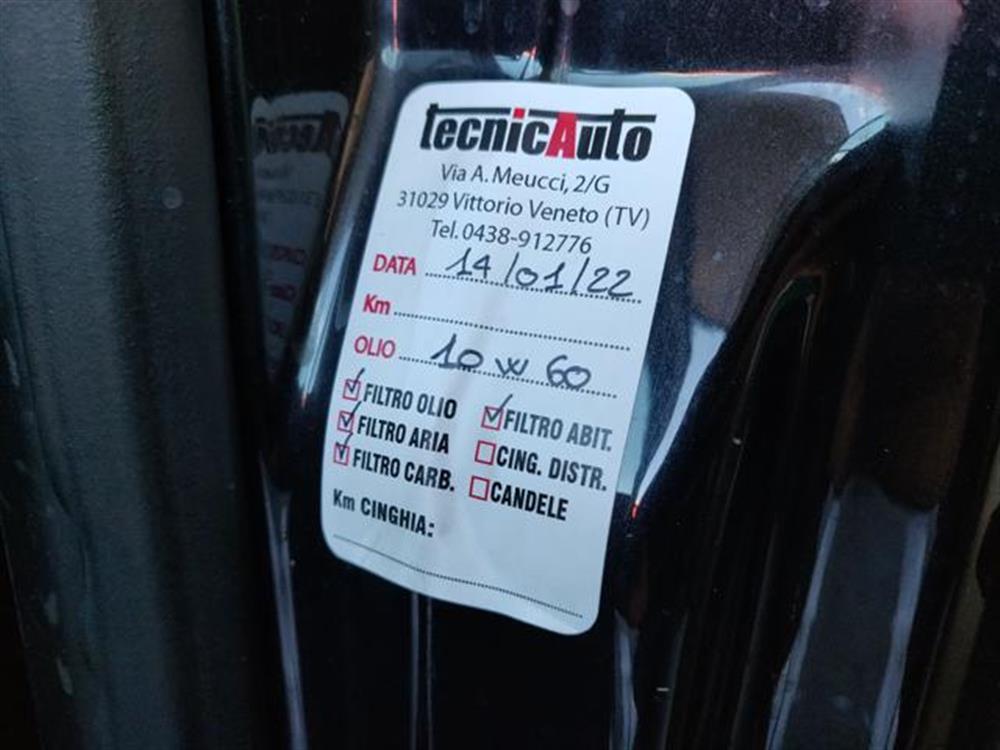 tecnicAuto
Via A. Meucci, 2/G
31029 Vittorio Veneto (TV)
Tel. 0438-912776
DATA 14/01/22
Km
OLIO 10 w 60
FILTRO OLIO FILTRO ABIT.
FILTRO ARIA CING. DISTR.
FILTRO CARB. CANDELE
Km CINGHIA: